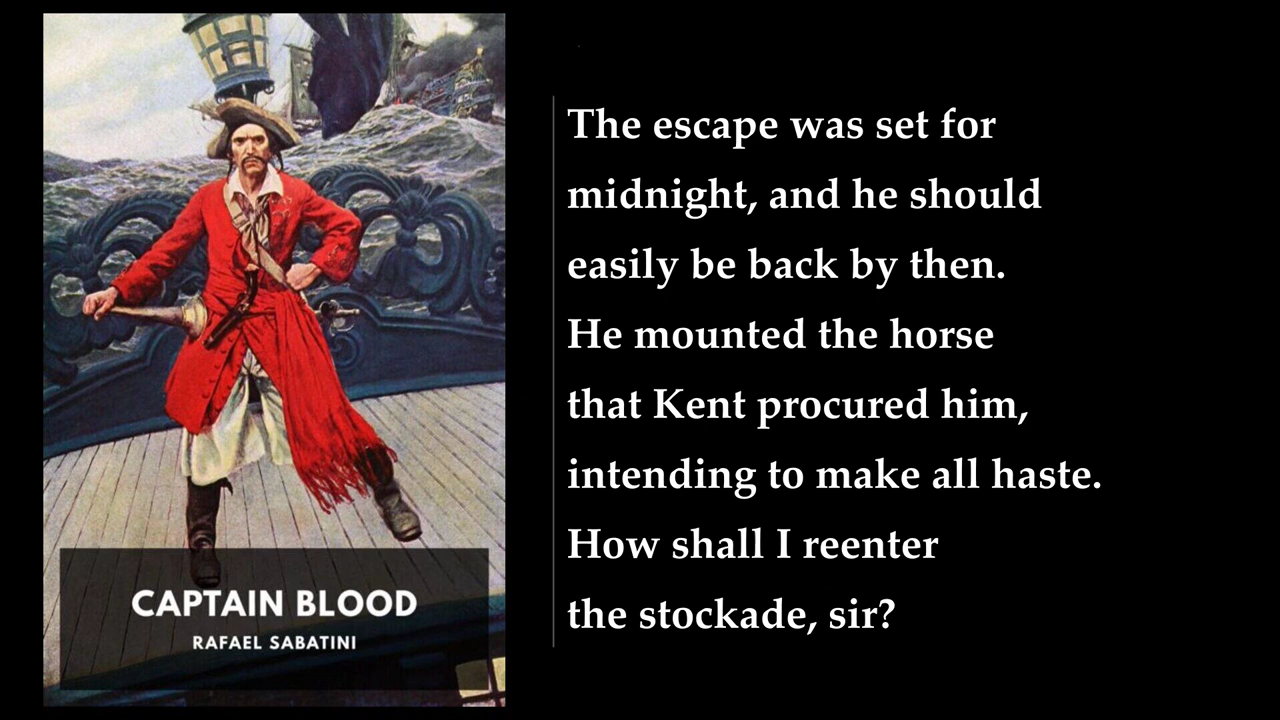 CAPTAIN BLOOD
RAFAEL SABATINI
The escape was set for
midnight, and he should
easily be back by then.
He mounted the horse
that Kent procured him,
intending to make all haste.
How shall I reenter
the stockade, sir?